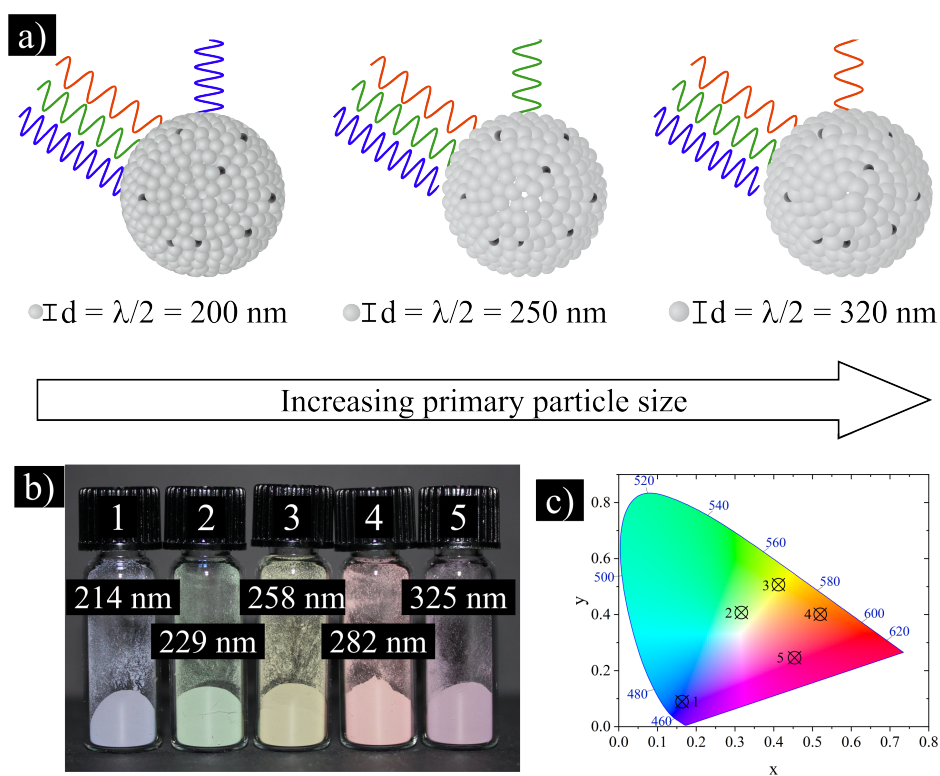 a)
d = λ/2 = 200 nm
d = λ/2 = 250 nm
d = λ/2 = 320 nm
Increasing primary particle size
b)
1
2
3
4
5
214 nm
258 nm
325 nm
229 nm
282 nm
c)
0.8
0.6
0.4
0.2
0.0
y
0.0
0.1
0.2
0.3
0.4
0.5
0.6
0.7
0.8
x
520
540
560
580
600
620
500
480
460
1
2
3
4
5